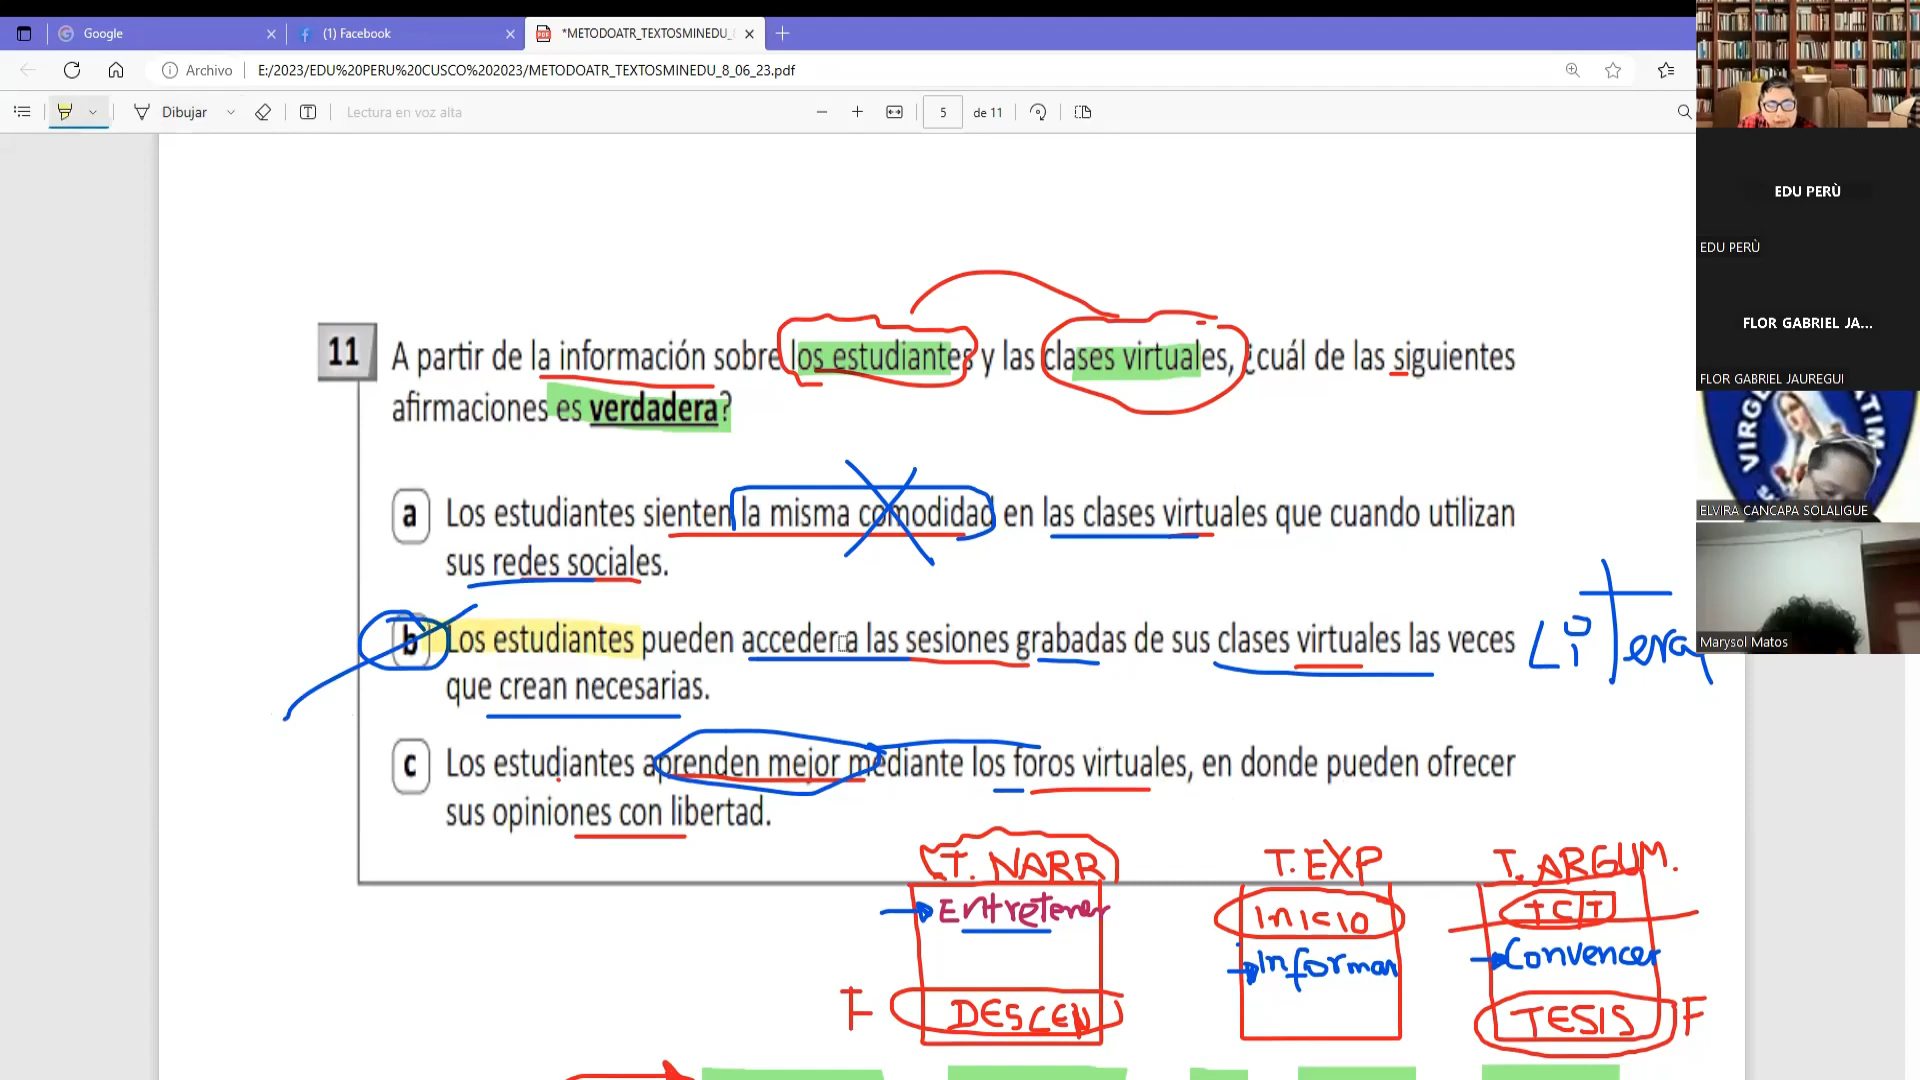 Google
(1) Facebook
*METODOATR_TEXTOSMINEDU_
Archivo
E:/2023/EDU%20PERU%20CUSCO%202023/METODOATR_TEXTOSMINEDU_8_06_23.pdf
Dibujar
Lectura en voz alta
5
de 11
EDU PERÙ
EDU PERÙ
FLOR GABRIEL JA...
FLOR GABRIEL JAUREGUI
ELVIRA CANCAPA SOLALIGUE
Marysol Matos
11
A partir de la información sobre los estudiantes y las clases virtuales, ¿cuál de las siguientes
afirmaciones es verdadera?
a Los estudiantes sienten la misma comodidad en las clases virtuales que cuando utilizan
sus redes sociales.
b Los estudiantes pueden acceder a las sesiones grabadas de sus clases virtuales las veces
que crean necesarias.
Literal
c Los estudiantes aprenden mejor mediante los foros virtuales, en donde pueden ofrecer
sus opiniones con libertad.
T. NARR
T. EXP
T. ARGUM.
Entretener
INICIO
Informar
Convencer
DESCEN
TESIS
F